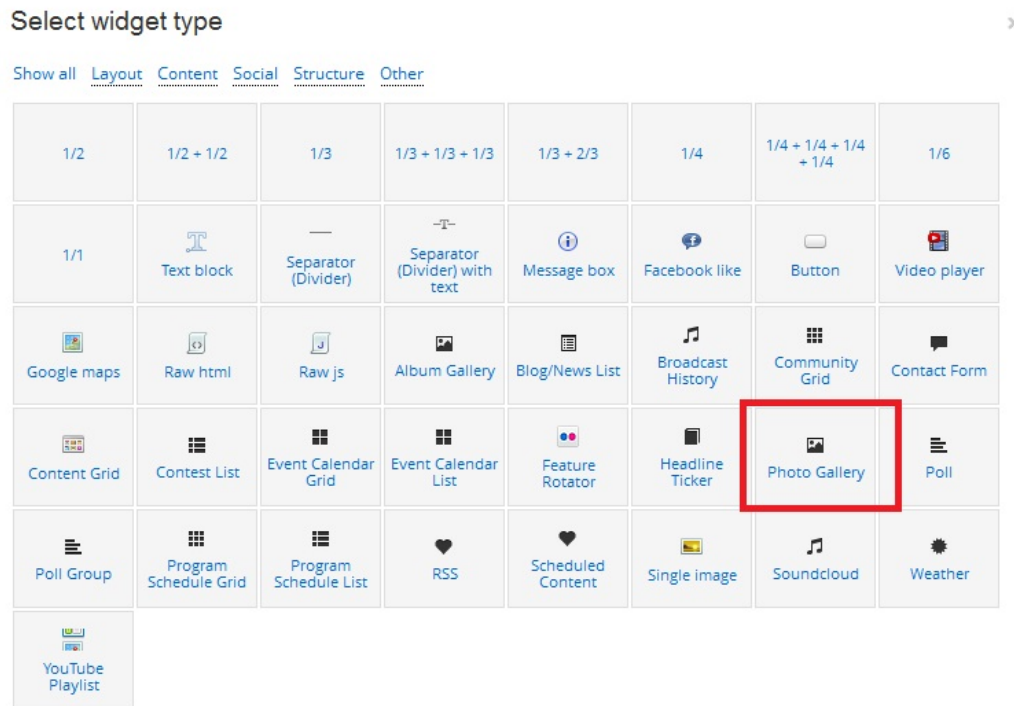 Select widget type
Show all Layout Content Social Structure Other
1/2
1/2 + 1/2
1/3
1/3 + 1/3 + 1/3
1/3 + 2/3
1/4
1/4 + 1/4 + 1/4
+ 1/4
1/6
1/1
Text block
Separator
(Divider)
-T-
Separator
(Divider) with
text
Message box
Facebook like
Button
Video player
Google maps
Raw html
Raw js
Album Gallery
Blog/News List
Broadcast
History
Community
Grid
Contact Form
Content Grid
Contest List
Event Calendar
Grid
Event Calendar
List
Feature
Rotator
Headline
Ticker
Photo Gallery
Poll
Poll Group
Program
Schedule Grid
Program
Schedule List
RSS
Scheduled
Content
Single image
Soundcloud
Weather
YouTube
Playlist